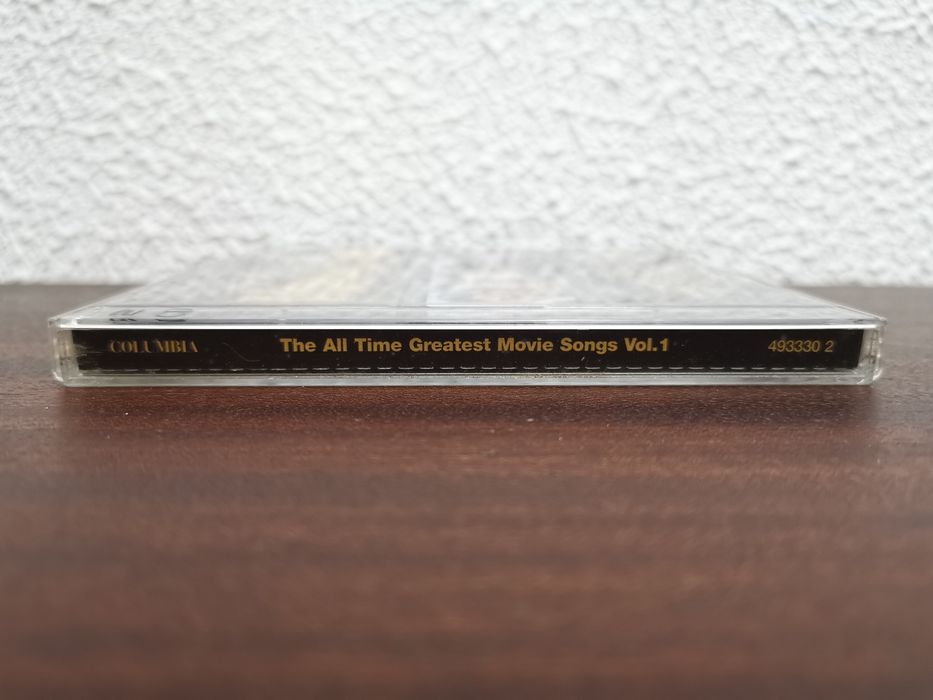 COLUMBIA The All Time Greatest Movie Songs Vol.1 493330 2